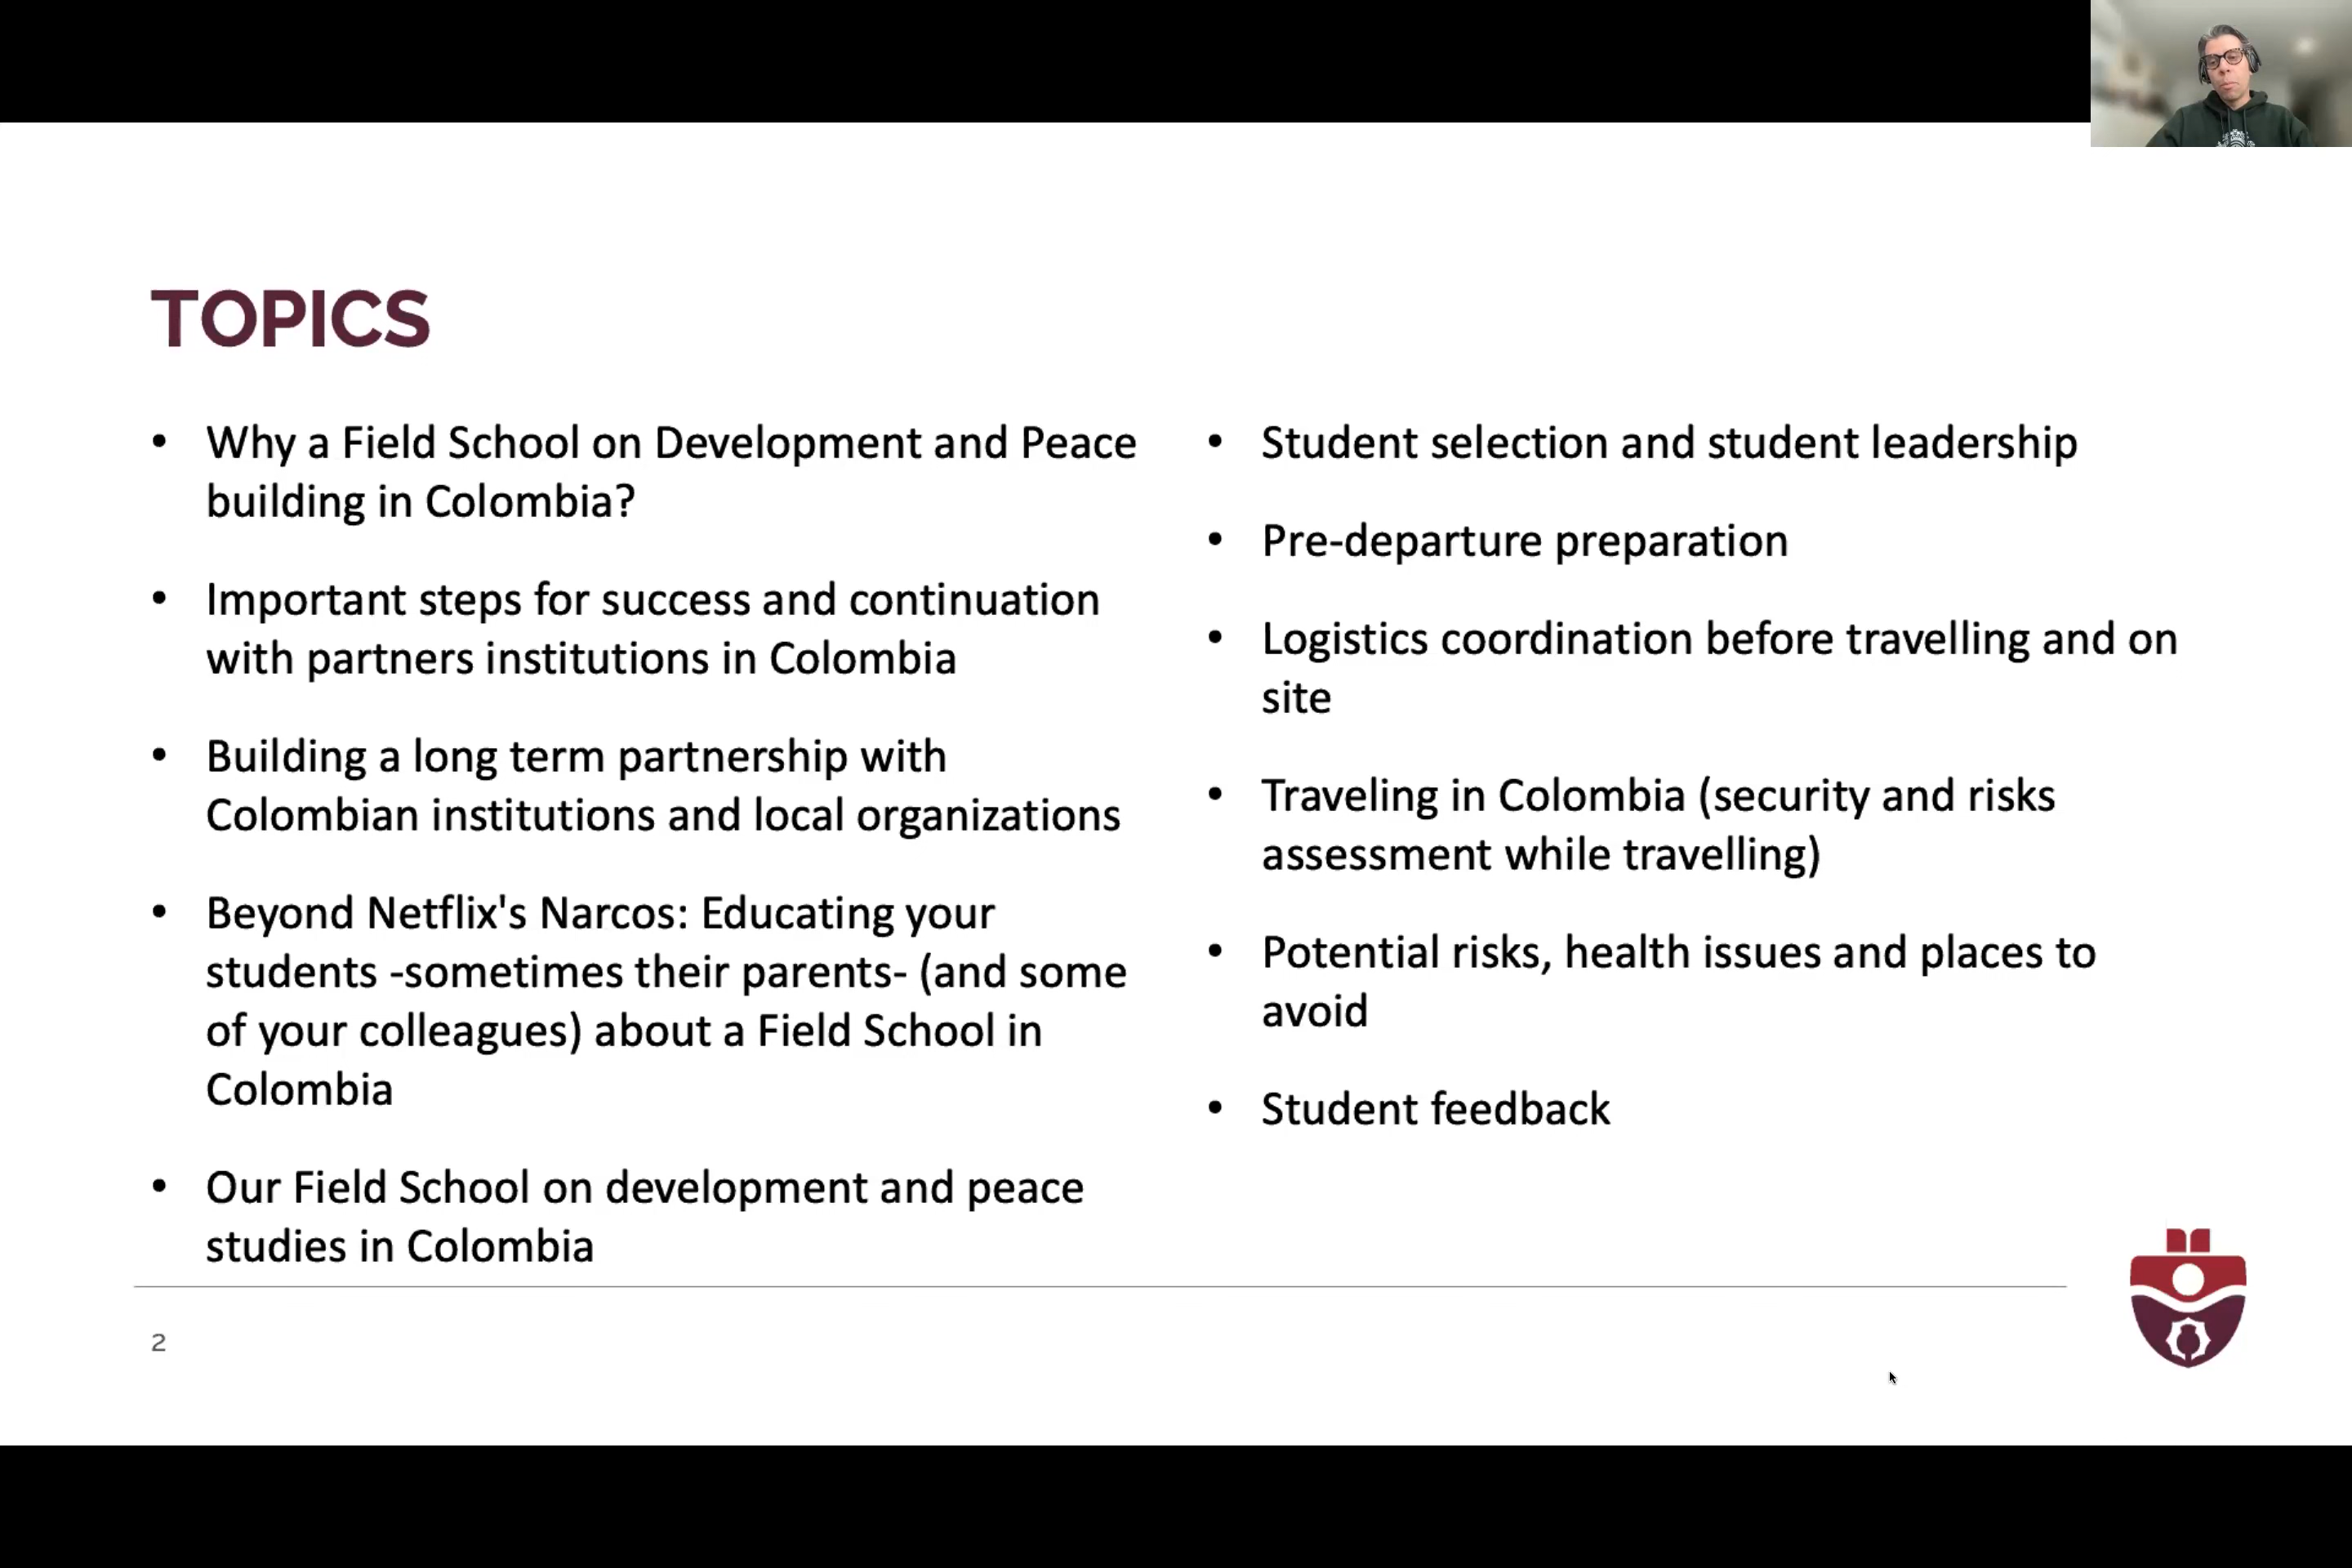 TOPICS
• Why a Field School on Development and Peace
building in Colombia?
• Important steps for success and continuation
with partners institutions in Colombia
• Building a long term partnership with
Colombian institutions and local organizations
• Beyond Netflix's Narcos: Educating your
students -sometimes their parents- (and some
of your colleagues) about a Field School in
Colombia
• Our Field School on development and peace
studies in Colombia
• Student selection and student leadership
• Pre-departure preparation
• Logistics coordination before travelling and on
site
• Traveling in Colombia (security and risks
assessment while travelling)
• Potential risks, health issues and places to
avoid
• Student feedback
2